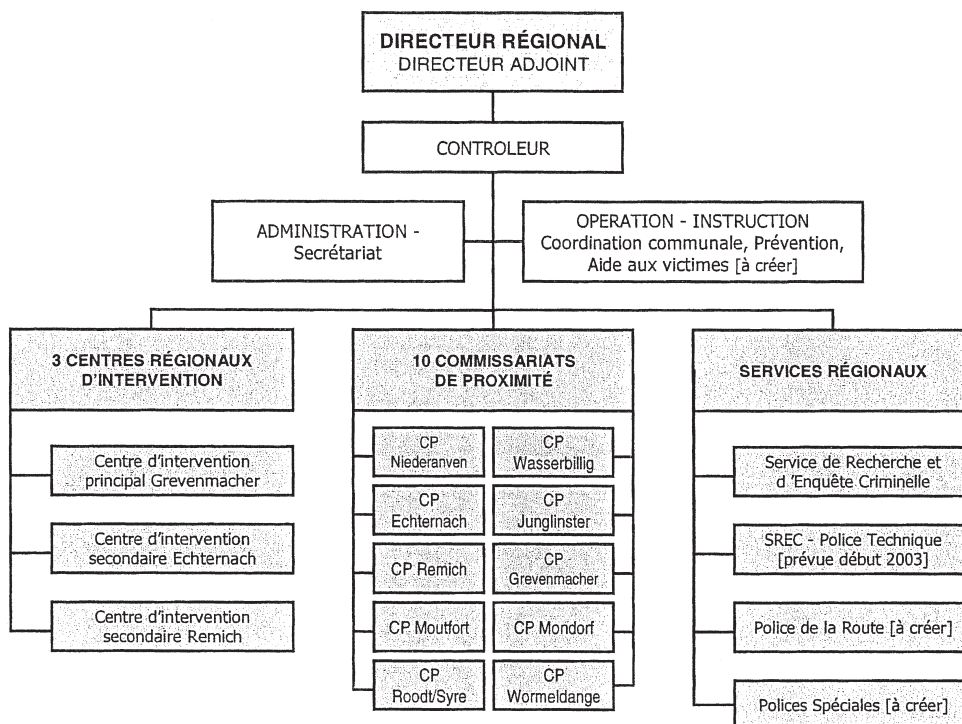 DIRECTEUR RÉGIONAL
DIRECTEUR ADJOINT
CONTROLEUR
ADMINISTRATION -
Secrétariat
OPERATION - INSTRUCTION
Coordination communale, Prévention,
Aide aux victimes [à créer]
3 CENTRES RÉGIONAUX
D'INTERVENTION
Centre d'intervention
principal Grevenmacher
Centre d'intervention
secondaire Echternach
Centre d'intervention
secondaire Remich
10 COMMISSARIATS
DE PROXIMITÉ
CP
Niederanven
CP
Wasserbillig
CP
Echternach
CP
Junglinster
CP Remich
CP
Grevenmacher
CP Moutfort
CP Mondorf
CP
Roodt/Syre
CP
Wormeldange
SERVICES RÉGIONAUX
Service de Recherche et
d 'Enquête Criminelle
SREC - Police Technique
[prévue début 2003]
Police de la Route [à créer]
Polices Spéciales [à créer]